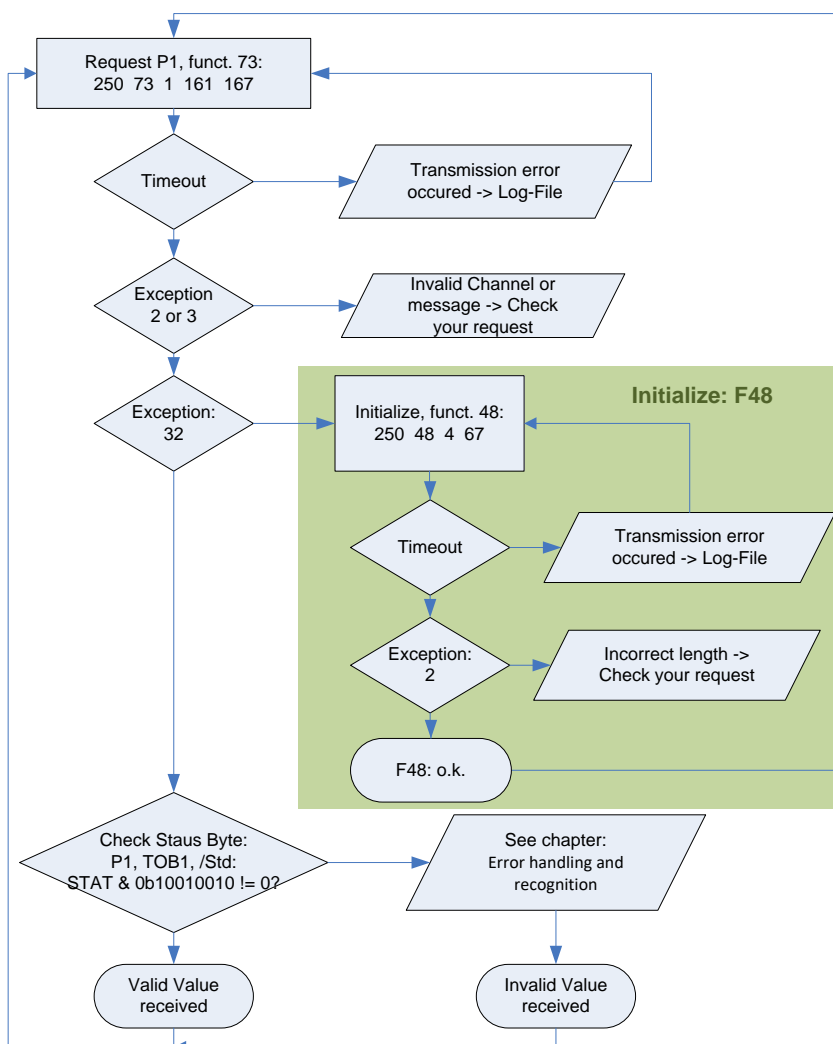 Request P1, funct. 73:
250 73 1 161 167
Timeout
Transmission error
occured -> Log-File
Exception
2 or 3
Invalid Channel or
message -> Check
your request
Exception:
32
Initialize: F48
Initialize, funct. 48:
250 48 4 67
Timeout
Transmission error
occured -> Log-File
Exception:
2
Incorrect length ->
Check your request
F48: o.k.
Check Staus Byte:
P1, TOB1, /Std:
STAT & 0b10010010 != 0?
See chapter:
Error handling and
recognition
Valid Value
received
Invalid Value
received